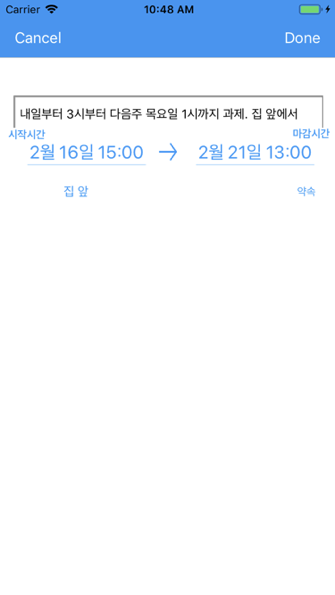 Carrier 10:48 AM
Cancel Done
내일부터 3시부터 다음주 목요일 1시까지 과제. 집 앞에서
시작시간 마감시간
2월 16일 15:00 → 2월 21일 13:00
집 앞 약속